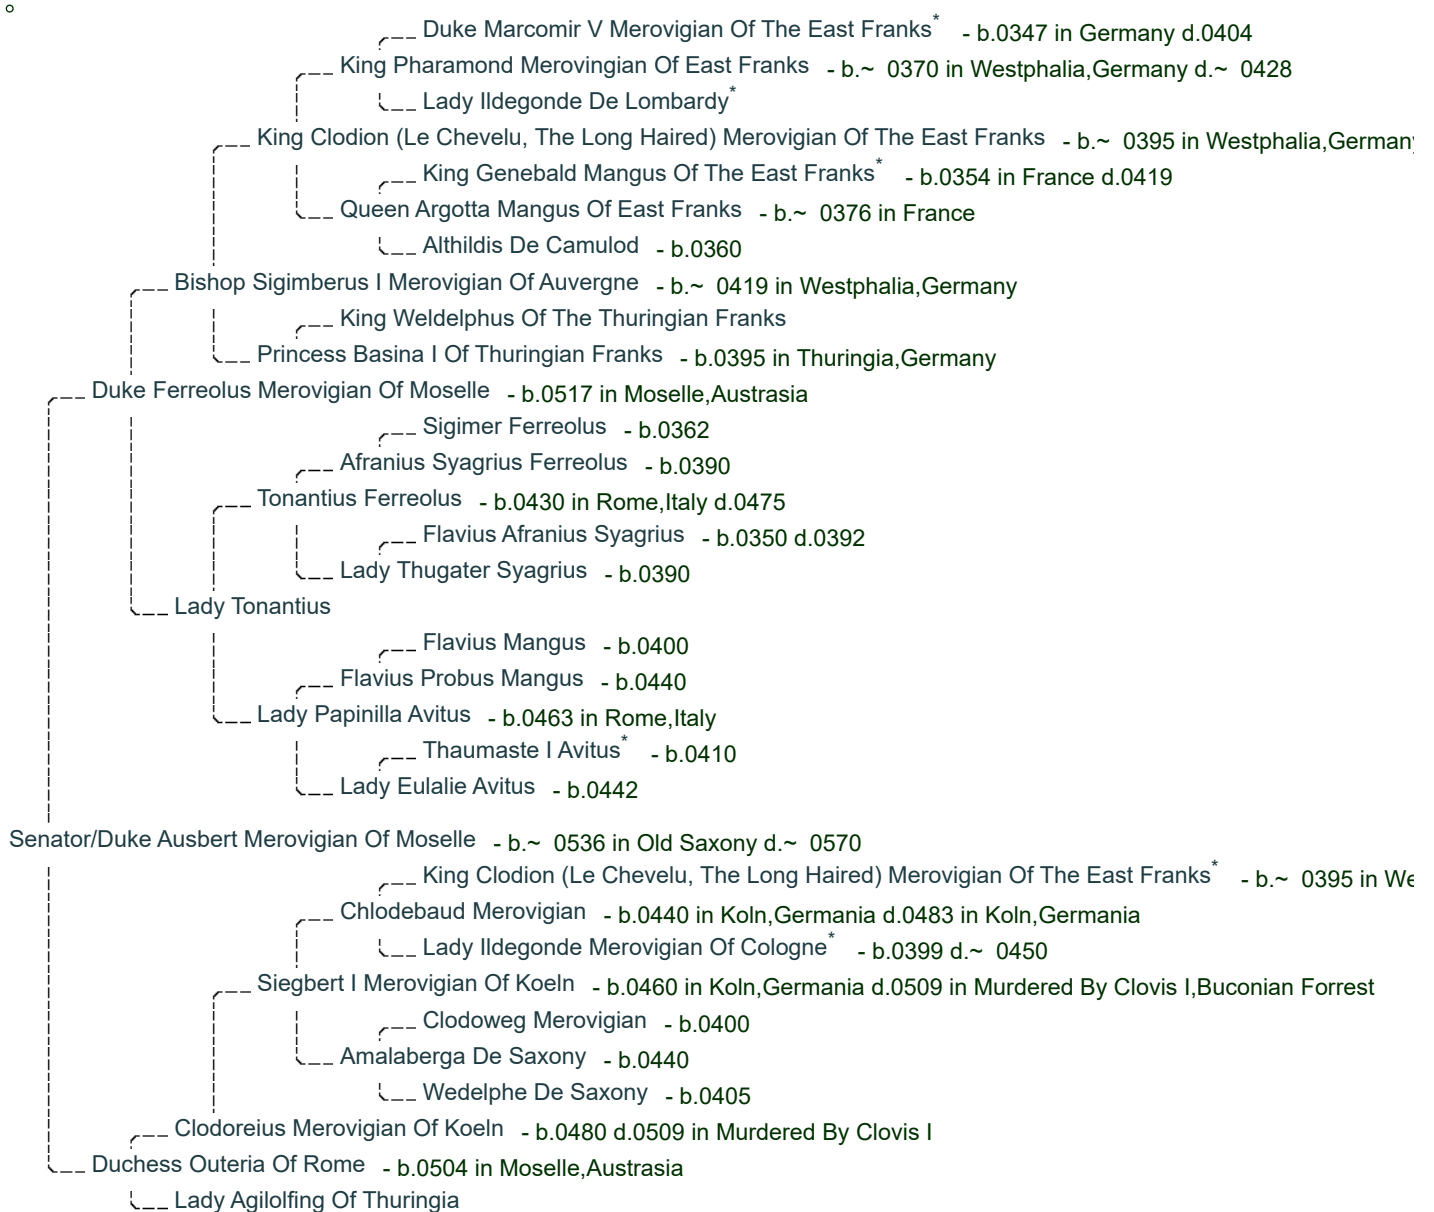 Duke Marcomir V Merovigian Of The East Franks* - b.0347 in Germany d.0404
King Pharamond Merovingian Of East Franks - b.~ 0370 in Westphalia,Germany d.~ 0428
Lady Ildegonde De Lombardy*
King Clodion (Le Chevelu, The Long Haired) Merovigian Of The East Franks - b.~ 0395 in Westphalia,Germany
King Genebald Mangus Of The East Franks* - b.0354 in France d.0419
Queen Argotta Mangus Of East Franks - b.~ 0376 in France
Althildis De Camulod - b.0360
Bishop Sigimberus I Merovigian Of Auvergne - b.~ 0419 in Westphalia,Germany
King Weldelphus Of The Thuringian Franks
Princess Basina I Of Thuringian Franks - b.0395 in Thuringia,Germany
Duke Ferreolus Merovigian Of Moselle - b.0517 in Moselle,Austrasia
Sigimer Ferreolus - b.0362
Afranius Syagrius Ferreolus - b.0390
Tonantius Ferreolus - b.0430 in Rome,Italy d.0475
Flavius Afranius Syagrius - b.0350 d.0392
Lady Thugater Syagrius - b.0390
Lady Tonantius
Flavius Mangus - b.0400
Flavius Probus Mangus - b.0440
Lady Papinilla Avitus - b.0463 in Rome,Italy
Thaumaste I Avitus* - b.0410
Lady Eulalie Avitus - b.0442
Senator/Duke Ausbert Merovigian Of Moselle - b.~ 0536 in Old Saxony d.~ 0570
King Clodion (Le Chevelu, The Long Haired) Merovigian Of The East Franks* - b.~ 0395 in We
Chlodebaud Merovigian - b.0440 in Koln,Germania d.0483 in Koln,Germania
Lady Ildegonde Merovigian Of Cologne* - b.0399 d.~ 0450
Siegbert I Merovigian Of Koeln - b.0460 in Koln,Germania d.0509 in Murdered By Clovis I,Buconian Forrest
Clodoweg Merovigian - b.0400
Amalaberga De Saxony - b.0440
Wedelphe De Saxony - b.0405
Clodoreius Merovigian Of Koeln - b.0480 d.0509 in Murdered By Clovis I
Duchess Outeria Of Rome - b.0504 in Moselle,Austrasia
Lady Agilolfing Of Thuringia